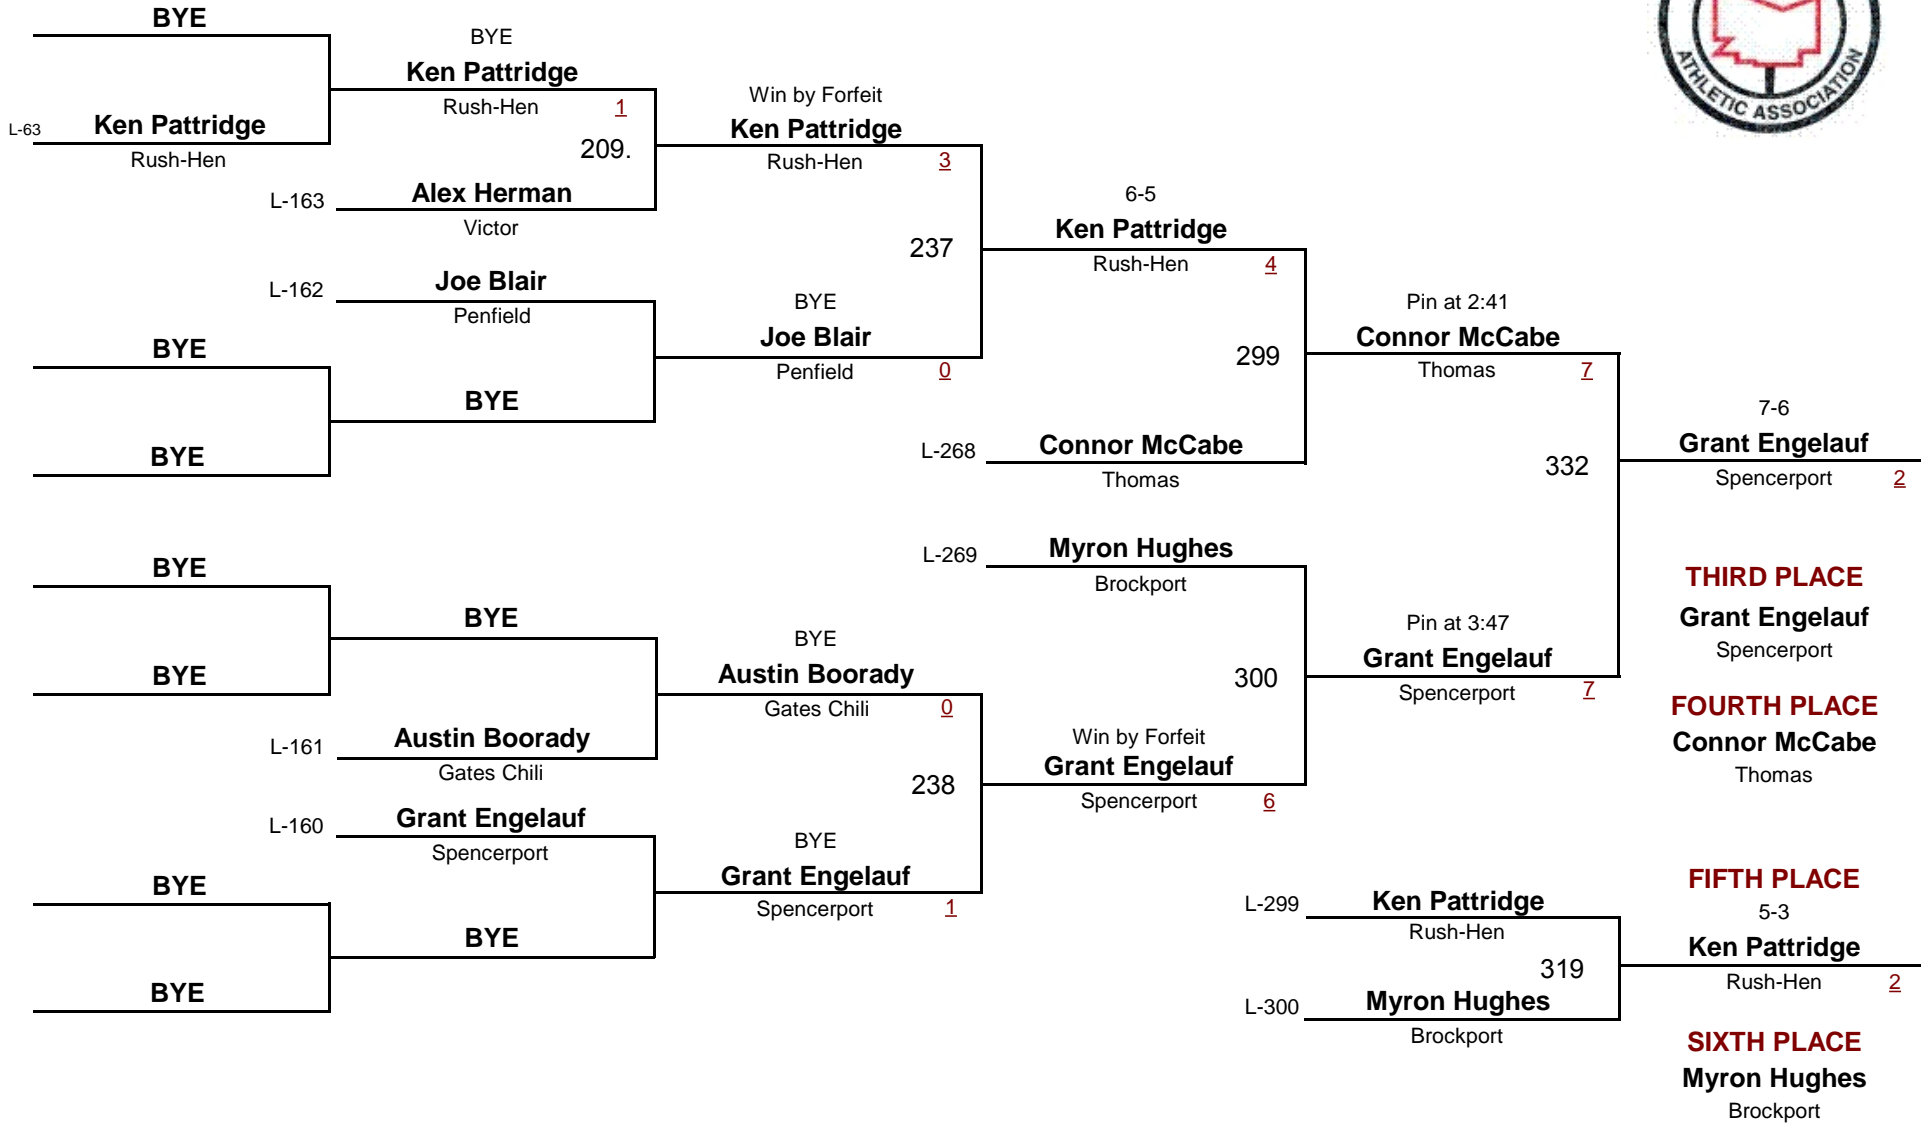 BYE
L-63 Ken Pattridge
Rush-Hen
BYE
Ken Pattridge
Rush-Hen 1
209.
L-163 Alex Herman
Victor
L-162 Joe Blair
Penfield
BYE
BYE
BYE
Win by Forfeit
Ken Pattridge
Rush-Hen 3
237
BYE
Joe Blair
Penfield 0
6-5
Ken Pattridge
Rush-Hen 4
299
L-268 Connor McCabe
Thomas
Pin at 2:41
Connor McCabe
Thomas 7
332
7-6
Grant Engelauf
Spencerport 2
ATHLETIC ASSOCIATION
BYE
BYE
BYE
L-161 Austin Boorady
Gates Chili
L-160 Grant Engelauf
Spencerport
BYE
BYE
BYE
BYE
Austin Boorady
Gates Chili 0
238
BYE
Grant Engelauf
Spencerport 1
L-269 Myron Hughes
Brockport
300
Win by Forfeit
Grant Engelauf
Spencerport 6
Pin at 3:47
Grant Engelauf
Spencerport 7
THIRD PLACE
Grant Engelauf
Spencerport
FOURTH PLACE
Connor McCabe
Thomas
L-299 Ken Pattridge
Rush-Hen
319
L-300 Myron Hughes
Brockport
FIFTH PLACE
5-3
Ken Pattridge
Rush-Hen 2
SIXTH PLACE
Myron Hughes
Brockport